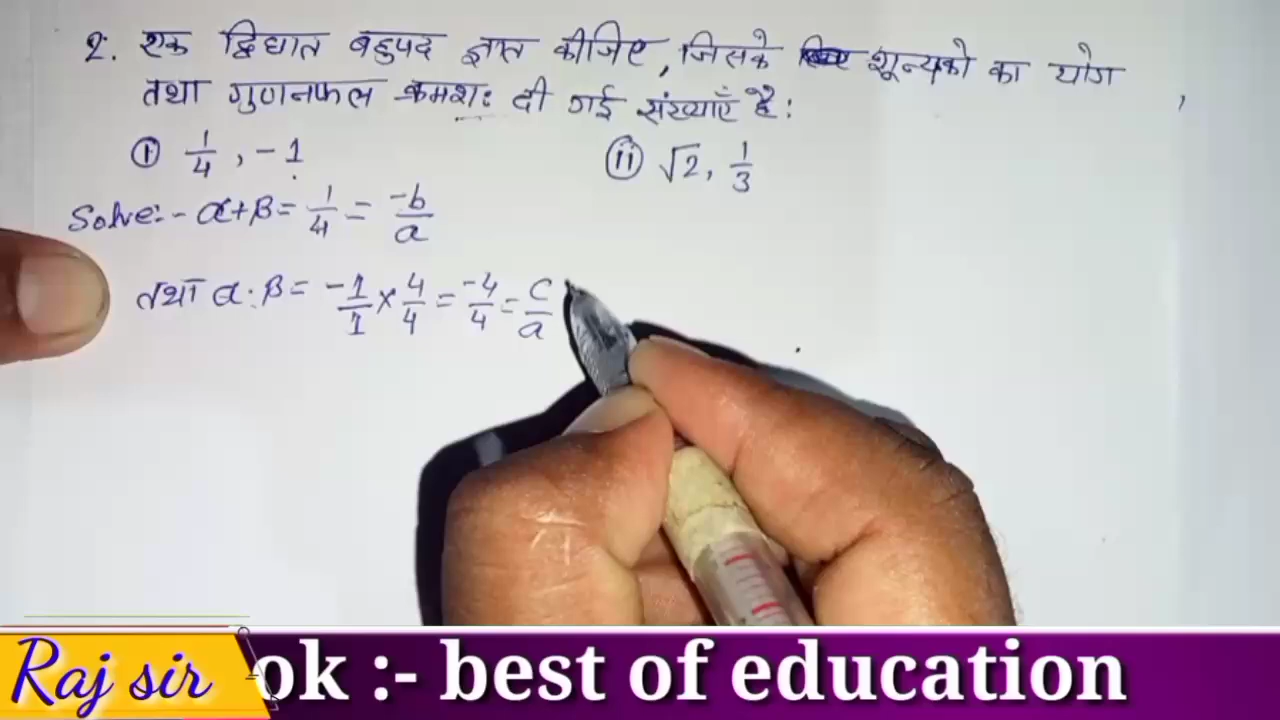 2. एक द्विघात बहुपद ज्ञात कीजिए, जिसके शून्यको का योग
तथा गुणनफल क्रमशः दी गई संख्याएँ है:
(i) 1/4, -1 (ii) √2, 1/3
Solve:- α+β = 1/4 = -b/a
तथा α.β = -1/1 × 4/4 = -4/4 = c/a
Raj sir
ok :- best of education